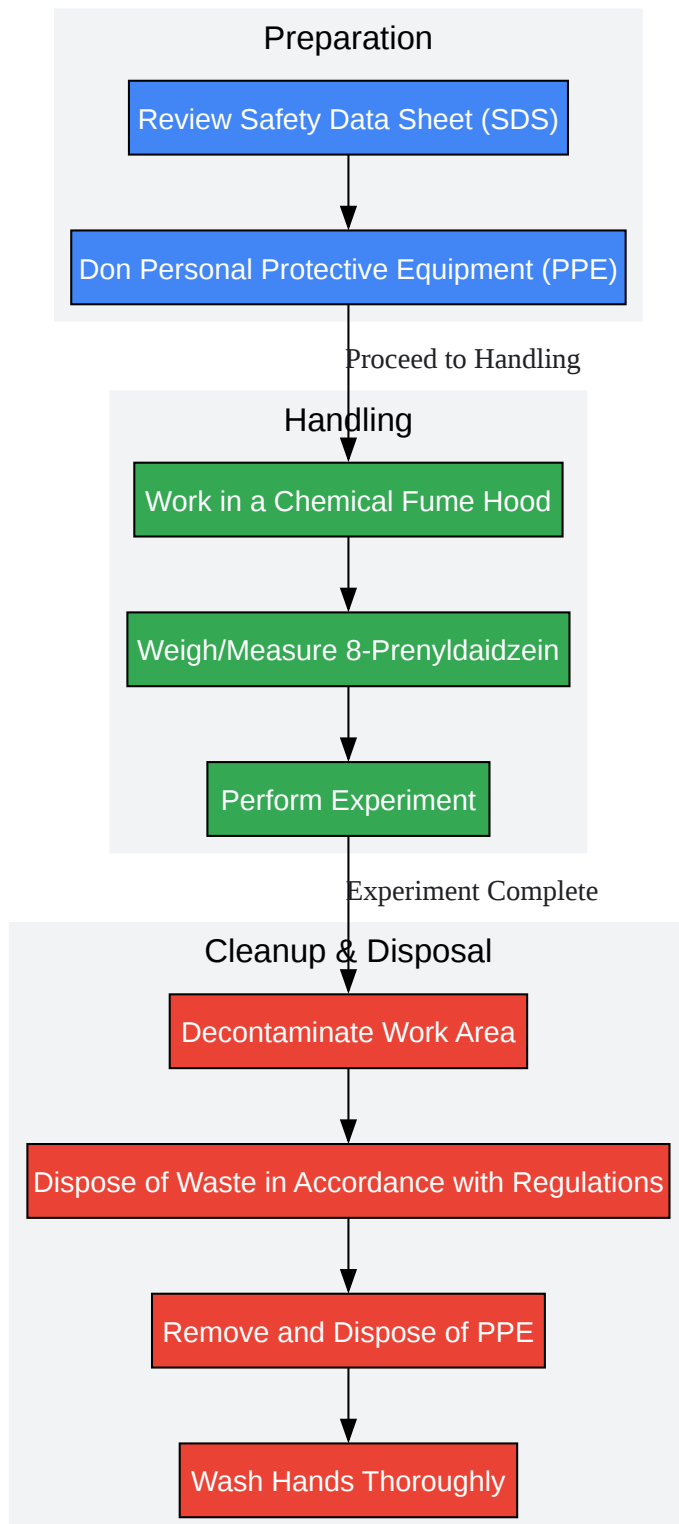 Preparation
Review Safety Data Sheet (SDS)
Don Personal Protective Equipment (PPE)
Proceed to Handling
Handling
Work in a Chemical Fume Hood
Weigh/Measure 8-Prenyldaidzein
Perform Experiment
Experiment Complete
Cleanup & Disposal
Decontaminate Work Area
Dispose of Waste in Accordance with Regulations
Remove and Dispose of PPE
Wash Hands Thoroughly